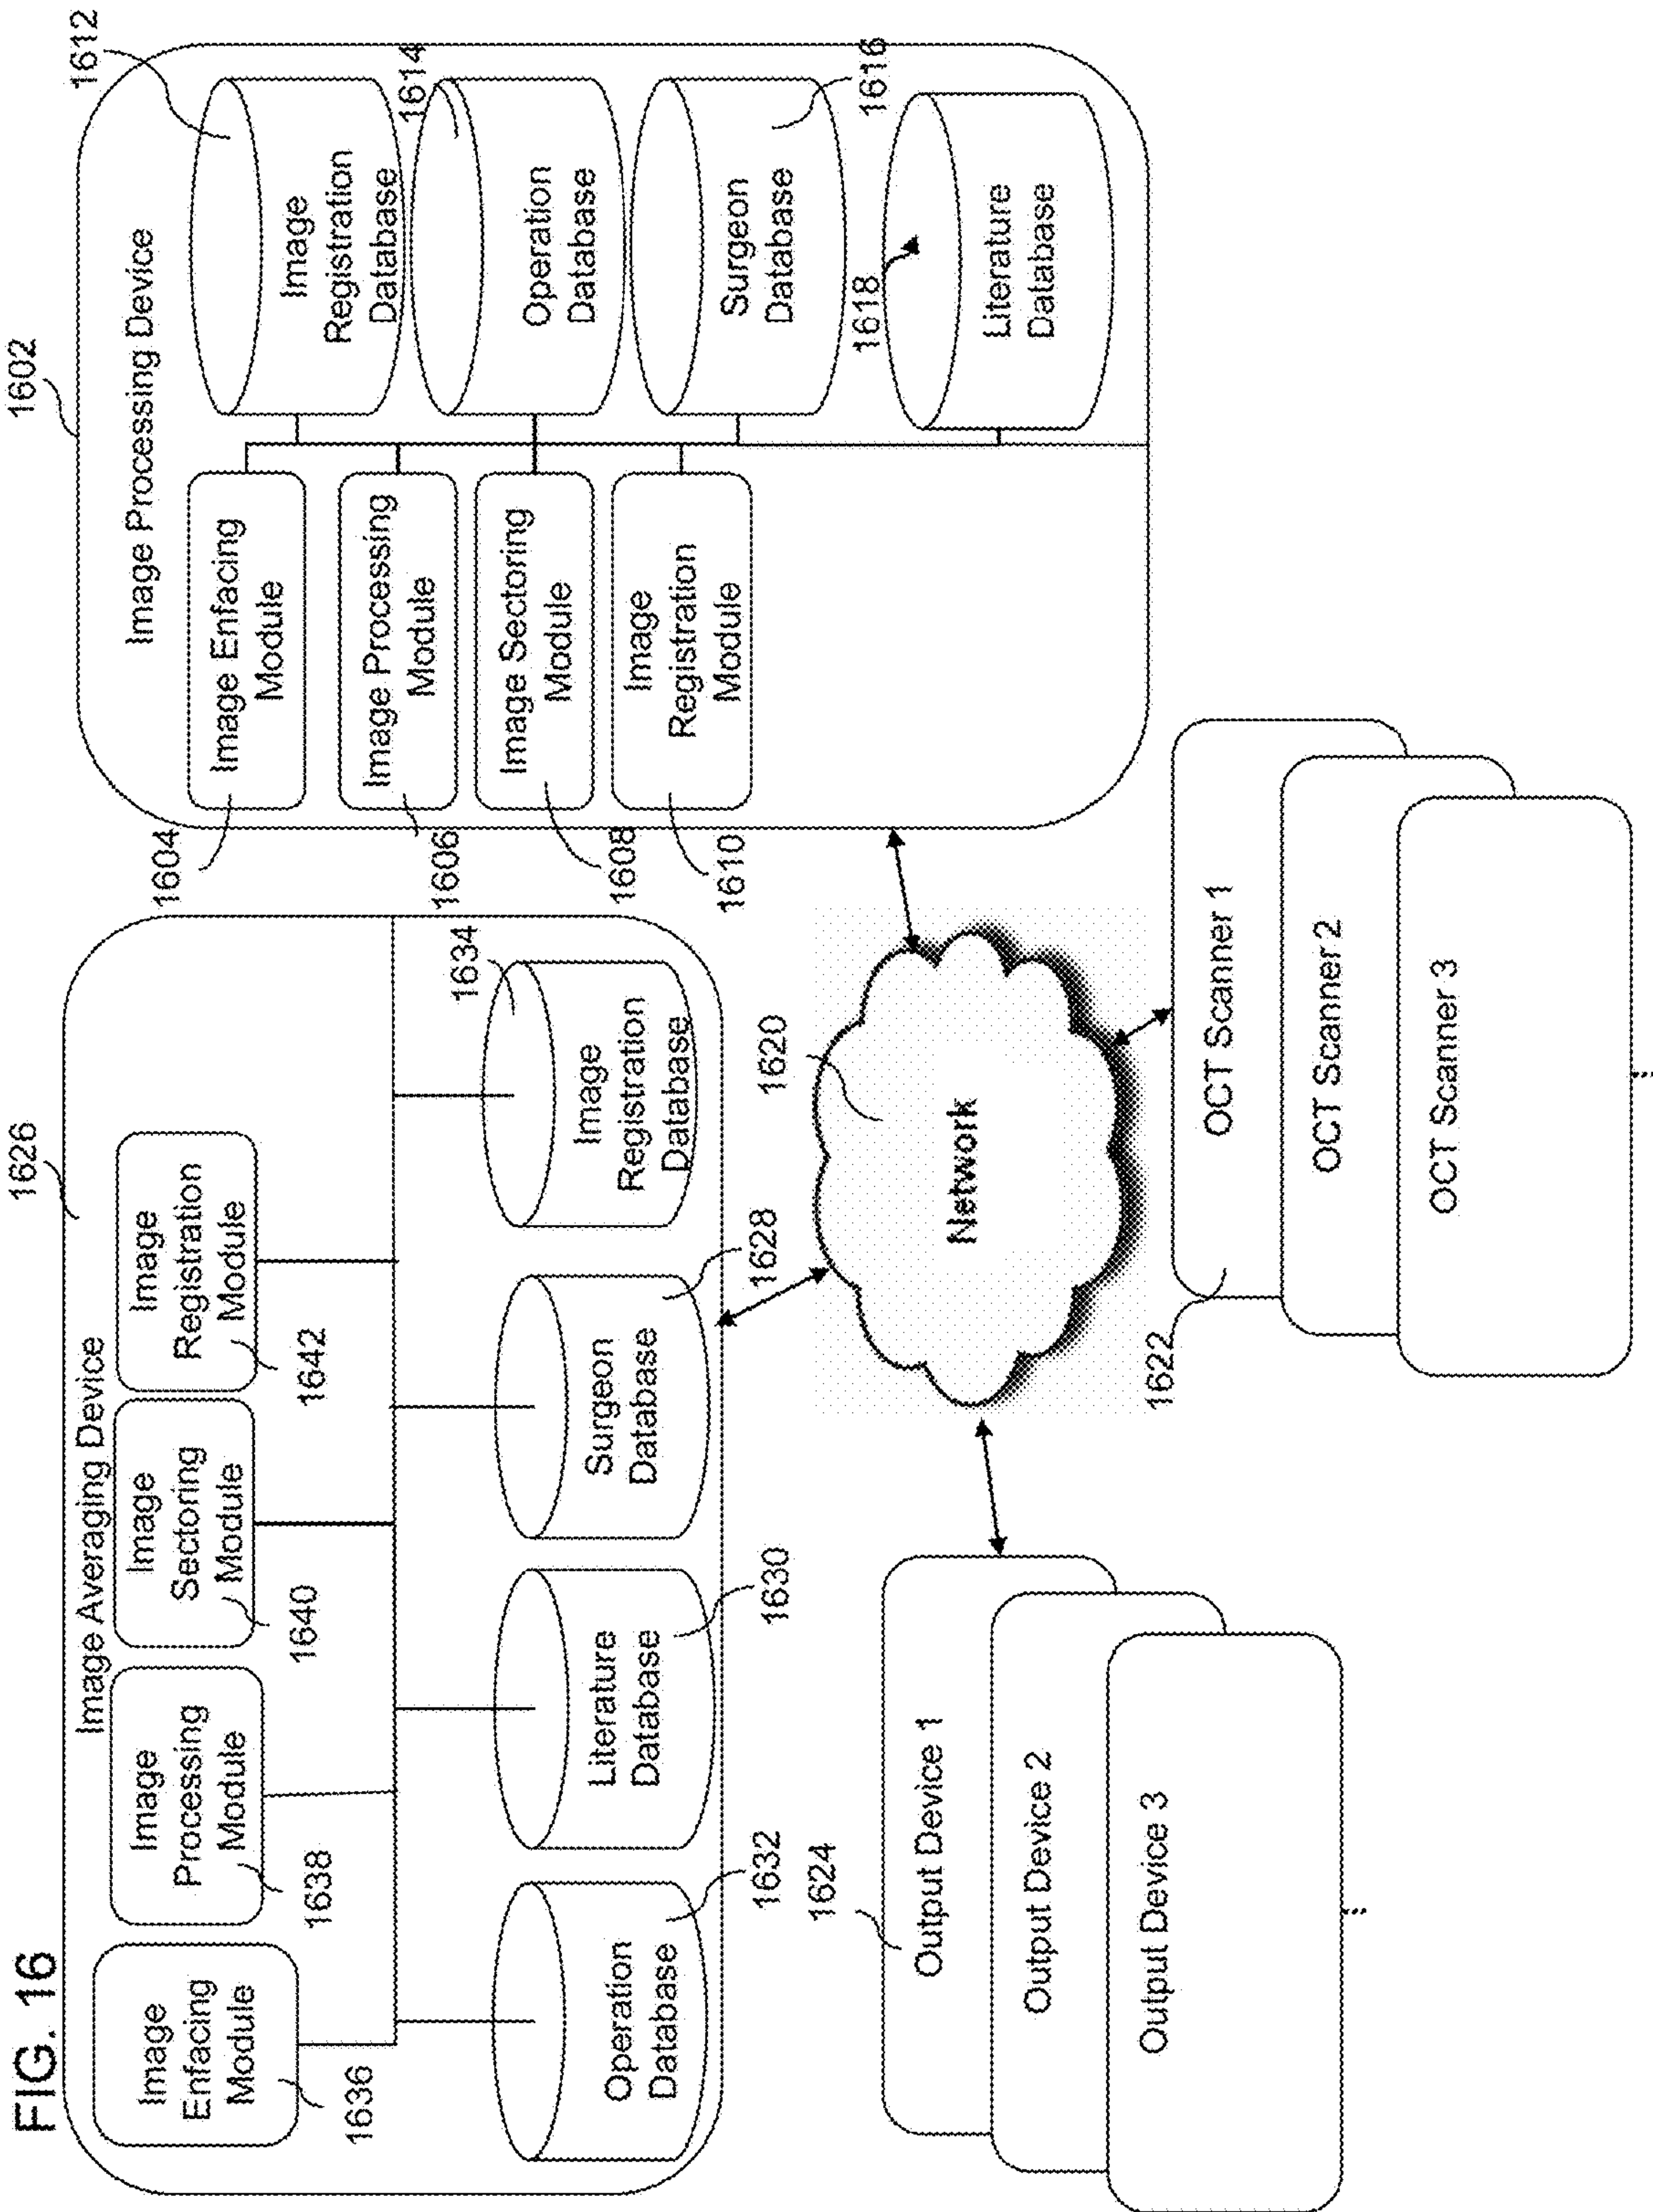 FIG. 16
1626
Image Averaging Device
Image
Enfacing
Module
1636
Image
Processing
Module
1638
Image
Sectoring
Module
1640
Image
Registration
Module
1642
Operation
Database
1632
Literature
Database
1630
Surgeon
Database
1628
Image
Registration
Database
1634
1602
Image Processing Device
1604
Image Enfacing
Module
1606
Image Processing
Module
1608
Image Sectoring
Module
1610
Image
Registration
Module
1612
Image
Registration
Database
1614
Operation
Database
1616
Surgeon
Database
1618
Literature
Database
1620
Network
1624
Output Device 1
Output Device 2
Output Device 3
...
1622
OCT Scanner 1
OCT Scanner 2
OCT Scanner 3
...